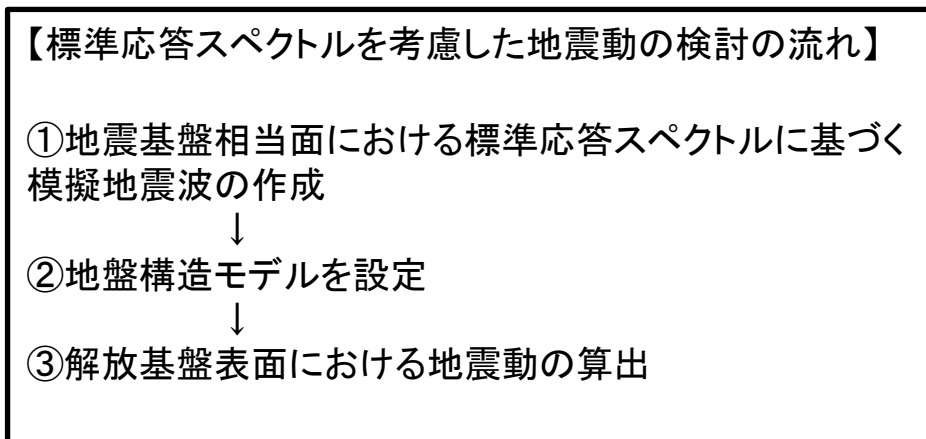 【標準応答スペクトルを考慮した地震動の検討の流れ】
①地震基盤相当面における標準応答スペクトルに基づく
模擬地震波の作成
↓
②地盤構造モデルを設定
↓
③解放基盤表面における地震動の算出